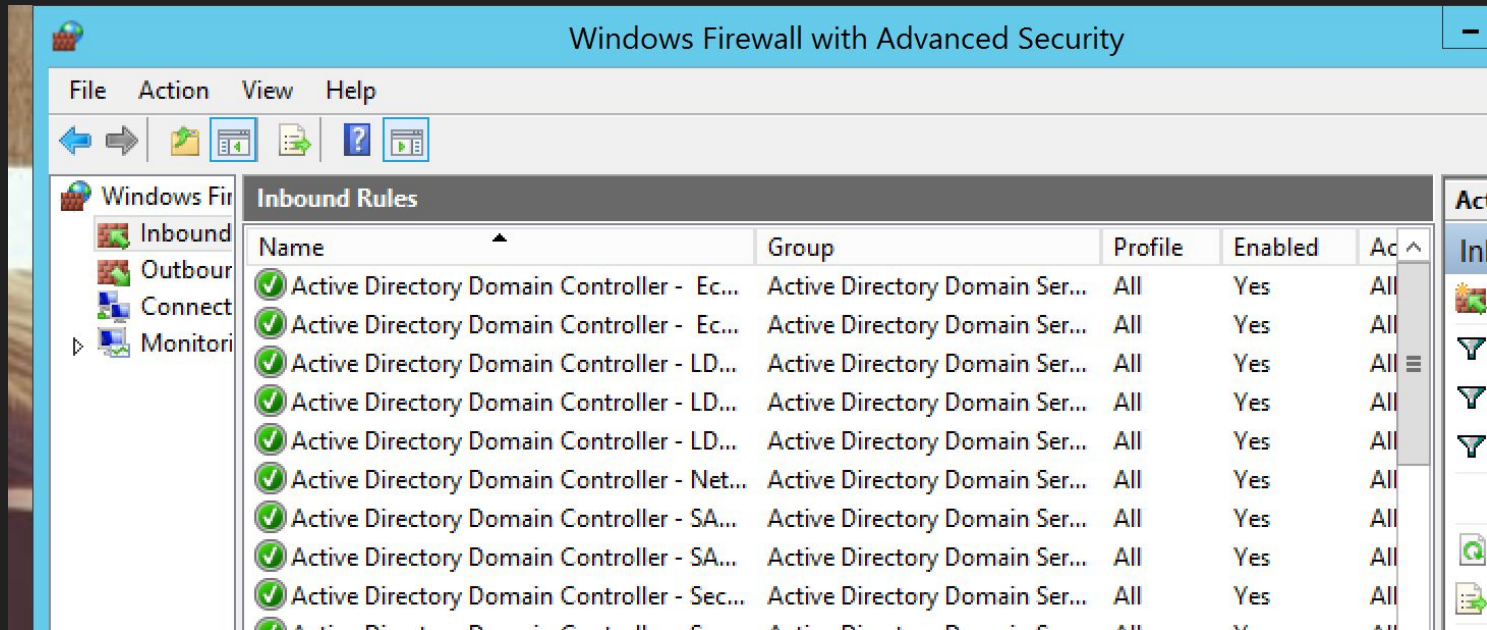 Windows Firewall with Advanced Security
File Action View Help
Windows Fir
Inbound
Outbour
Connect
Monitori
Inbound Rules
Name Group Profile Enabled Ac
Active Directory Domain Controller - Ec... Active Directory Domain Ser... All Yes All
Active Directory Domain Controller - Ec... Active Directory Domain Ser... All Yes All
Active Directory Domain Controller - LD... Active Directory Domain Ser... All Yes All
Active Directory Domain Controller - LD... Active Directory Domain Ser... All Yes All
Active Directory Domain Controller - LD... Active Directory Domain Ser... All Yes All
Active Directory Domain Controller - Net... Active Directory Domain Ser... All Yes All
Active Directory Domain Controller - SA... Active Directory Domain Ser... All Yes All
Active Directory Domain Controller - SA... Active Directory Domain Ser... All Yes All
Active Directory Domain Controller - Sec... Active Directory Domain Ser... All Yes All
Act